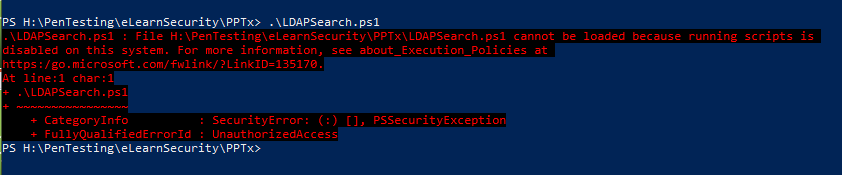 PS H:\PenTesting\eLearnSecurity\PPTx> .\LDAPSearch.ps1
.\LDAPSearch.ps1 : File H:\PenTesting\eLearnSecurity\PPTx\LDAPSearch.ps1 cannot be loaded because running scripts is
disabled on this system. For more information, see about_Execution_Policies at
https:/go.microsoft.com/fwlink/?LinkID=135170.
At line:1 char:1
+ .\LDAPSearch.ps1
+ ~~~~~~~~~~~~~~~~
    + CategoryInfo          : SecurityError: (:) [], PSSecurityException
    + FullyQualifiedErrorId : UnauthorizedAccess
PS H:\PenTesting\eLearnSecurity\PPTx>